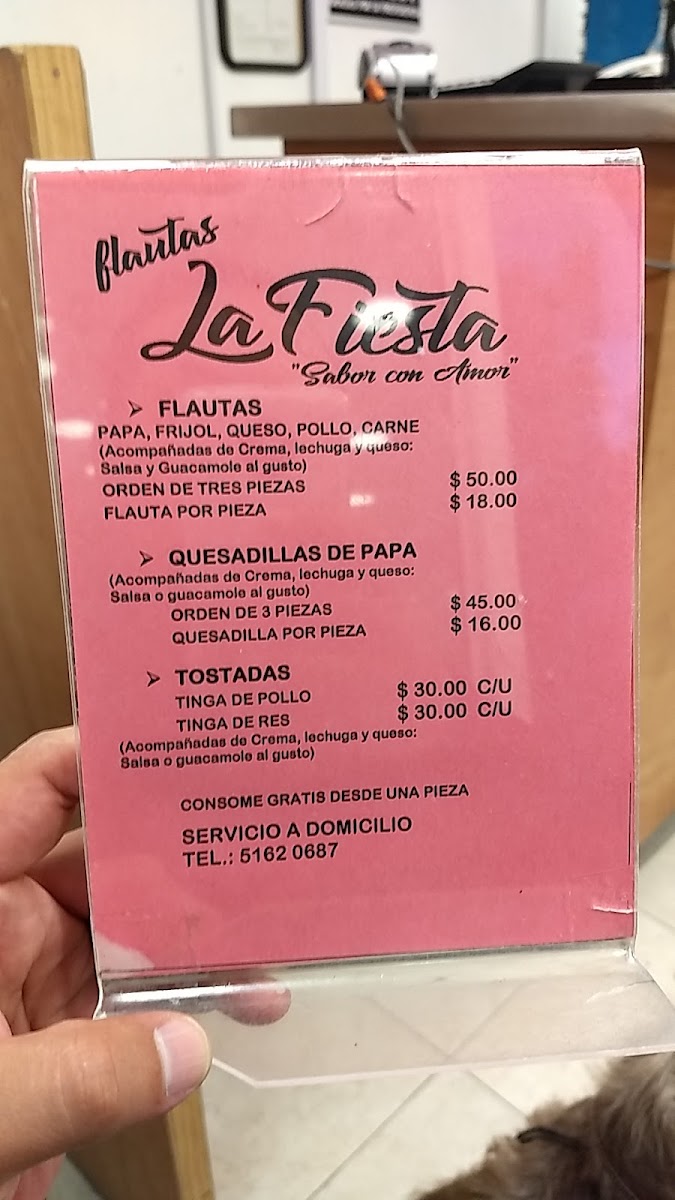 flautas
La Fiesta
"Sabor con Amor"
➢ FLAUTAS
PAPA, FRIJOL, QUESO, POLLO, CARNE
(Acompañadas de Crema, lechuga y queso:
Salsa y Guacamole al gusto)
ORDEN DE TRES PIEZAS $ 50.00
FLAUTA POR PIEZA $ 18.00
➢ QUESADILLAS DE PAPA
(Acompañadas de Crema, lechuga y queso:
Salsa o guacamole al gusto)
ORDEN DE 3 PIEZAS $ 45.00
QUESADILLA POR PIEZA $ 16.00
➢ TOSTADAS
TINGA DE POLLO $ 30.00 C/U
TINGA DE RES $ 30.00 C/U
(Acompañadas de Crema, lechuga y queso:
Salsa o guacamole al gusto)
CONSOME GRATIS DESDE UNA PIEZA
SERVICIO A DOMICILIO
TEL.: 5162 0687